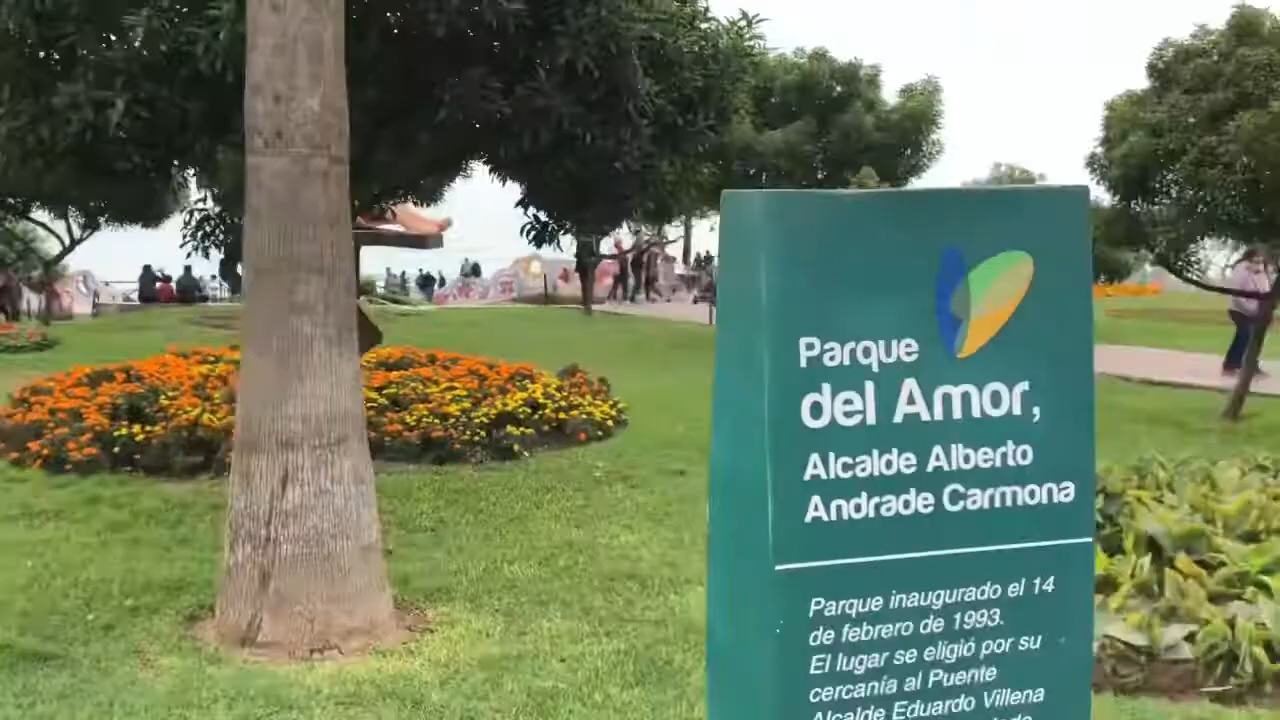 Parque
del Amor,
Alcalde Alberto
Andrade Carmona
Parque inaugurado el 14
de febrero de 1993.
El lugar se eligió por su
cercanía al Puente
Alcalde Eduardo Villena